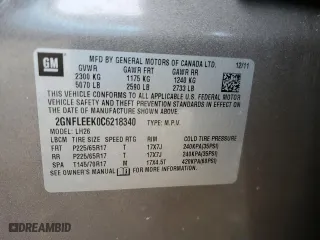 GM
MFD BY GENERAL MOTORS OF CANADA LTD.
12/11
GVWR GAWR FRT GAWR RR
2300 KG 1175 KG 1240 KG
5070 LB 2590 LB 2733 LB
THIS VEHICLE CONFORMS TO ALL APPLICABLE
U.S. FEDERAL MOTOR VEHICLE SAFETY AND
THEFT PREVENTION STANDARDS IN EFFECT ON
THE DATE OF MANUFACTURE SHOWN ABOVE.
2GNFLEEK0C6218340 TYPE: M.P.V.
MODEL: LH26
LBCM TIRE SIZE SPEED RTG RIM COLD TIRE PRESSURE
FRT P225/65R17 T 17X7J 240KPA(35PSI)
RR P225/65R17 T 17X7J 240KPA(35PSI)
SPA T145/70R17 M 17X4.5T 420KPA(60PSI)
SEE OWNER'S MANUAL FOR ADDITIONAL INFORMATION.